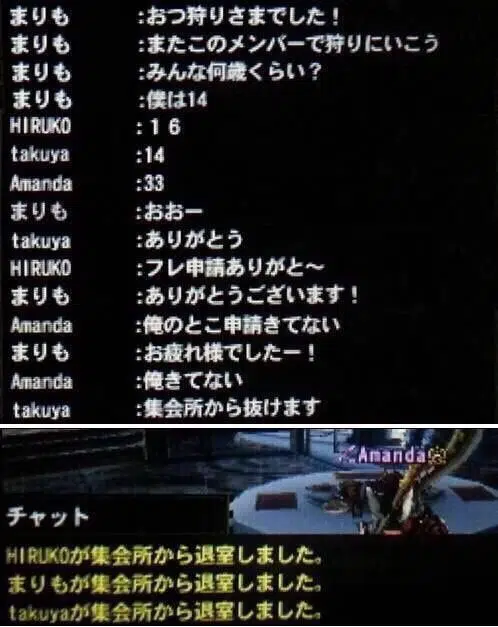 まりも :おつ狩りさまでした！
まりも :またこのメンバーで狩りにいこう
まりも :みんな何歳くらい？
まりも :僕は14
HIRUKO :１６
takuya :14
Amanda :33
まりも :おおー
takuya :ありがとう
HIRUKO :フレ申請ありがと～
まりも :ありがとうございます！
Amanda :俺のとこ申請きてない
まりも :お疲れ様でしたー！
Amanda :俺きてない
takuya :集会所から抜けます
Amanda
チャット
HIRUKOが集会所から退室しました。
まりもが集会所から退室しました。
takuyaが集会所から退室しました。